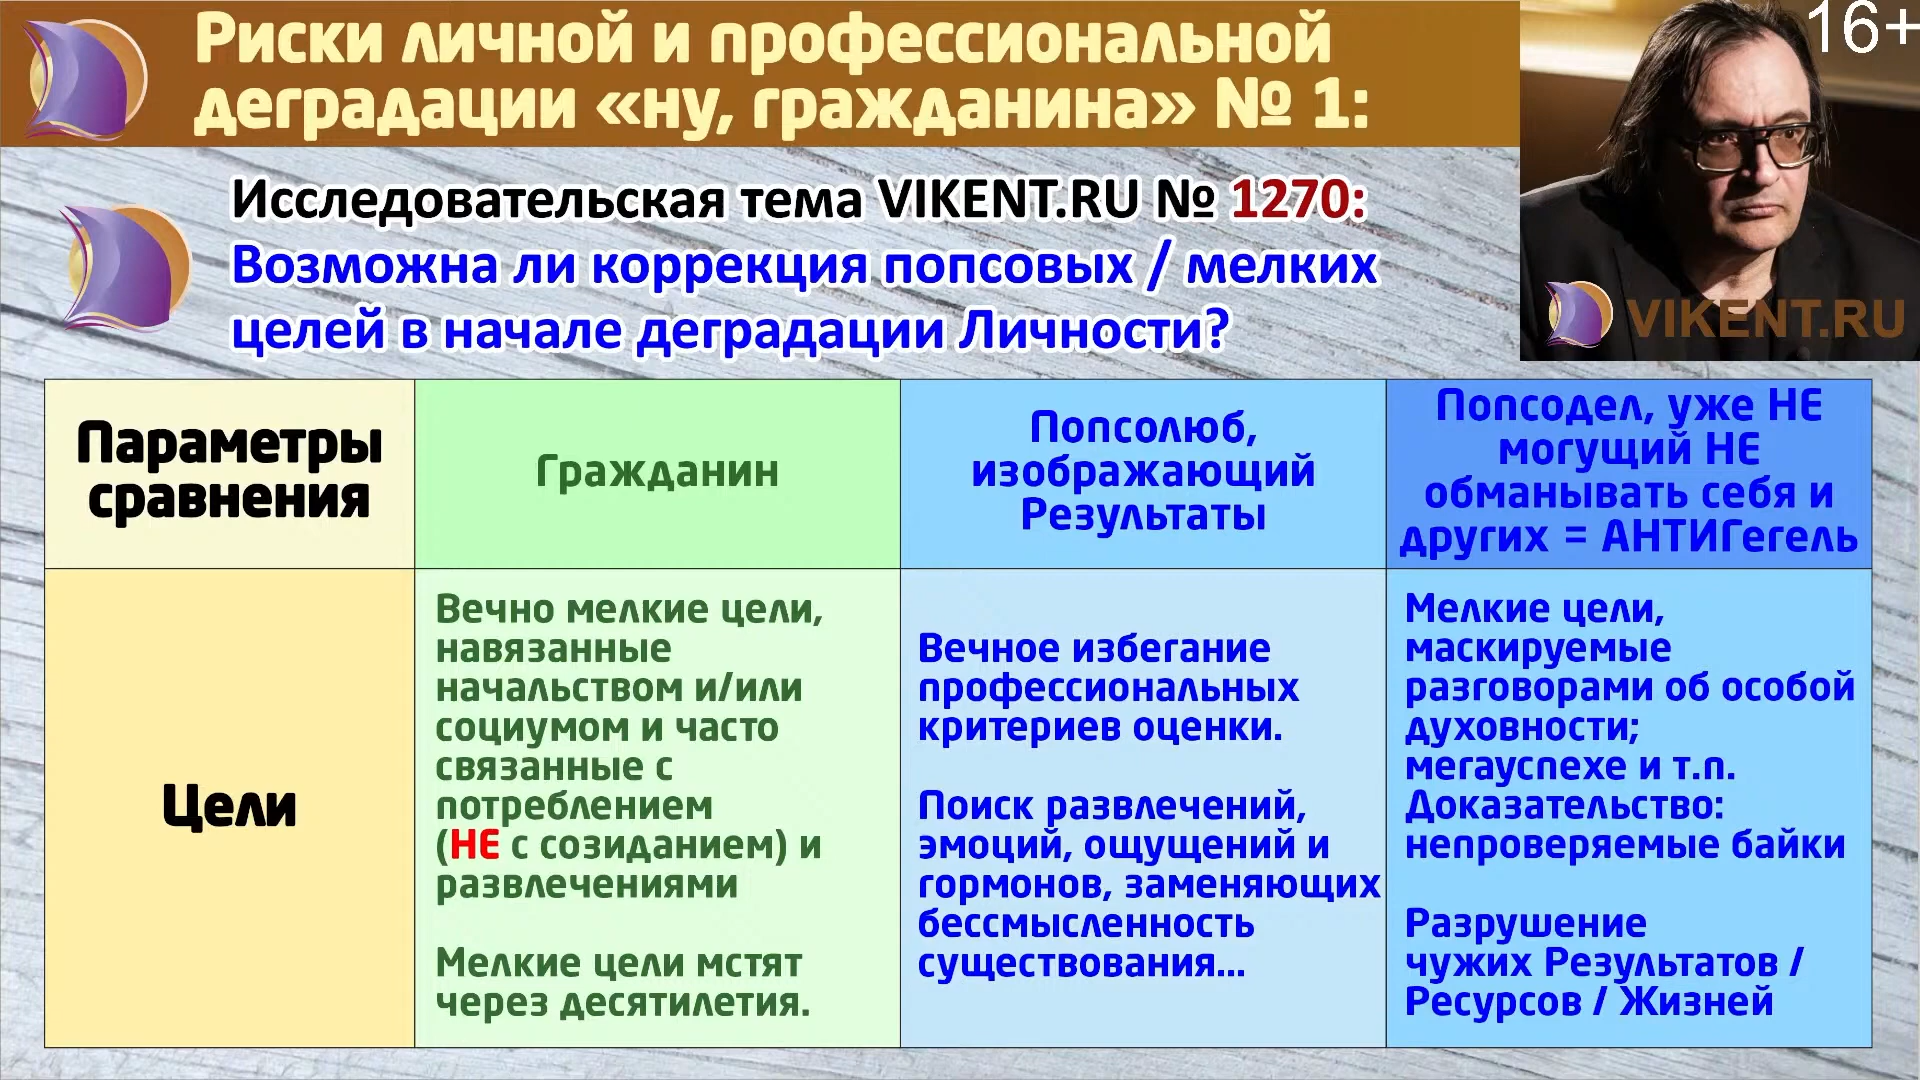 Риски личной и профессиональной
деградации «ну, гражданина» № 1:
16+
Исследовательская тема VIKENT.RU № 1270:
Возможна ли коррекция попсовых / мелких
целей в начале деградации Личности?
VIKENT.RU
Параметры
сравнения
Гражданин
Попсолюб,
изображающий
Результаты
Попсодел, уже НЕ
могущий НЕ
обманывать себя и
других = АНТИГегель
Цели
Вечно мелкие цели,
навязанные
начальством и/или
социумом и часто
связанные с
потреблением
(НЕ с созиданием) и
развлечениями
Мелкие цели мстят
через десятилетия.
Вечное избегание
профессиональных
критериев оценки.
Поиск развлечений,
эмоций, ощущений и
гормонов, заменяющих
бессмысленность
существования...
Мелкие цели,
маскируемые
разговорами об особой
духовности;
мегауспехе и т.п.
Доказательство:
непроверяемые байки
Разрушение
чужих Результатов /
Ресурсов / Жизней